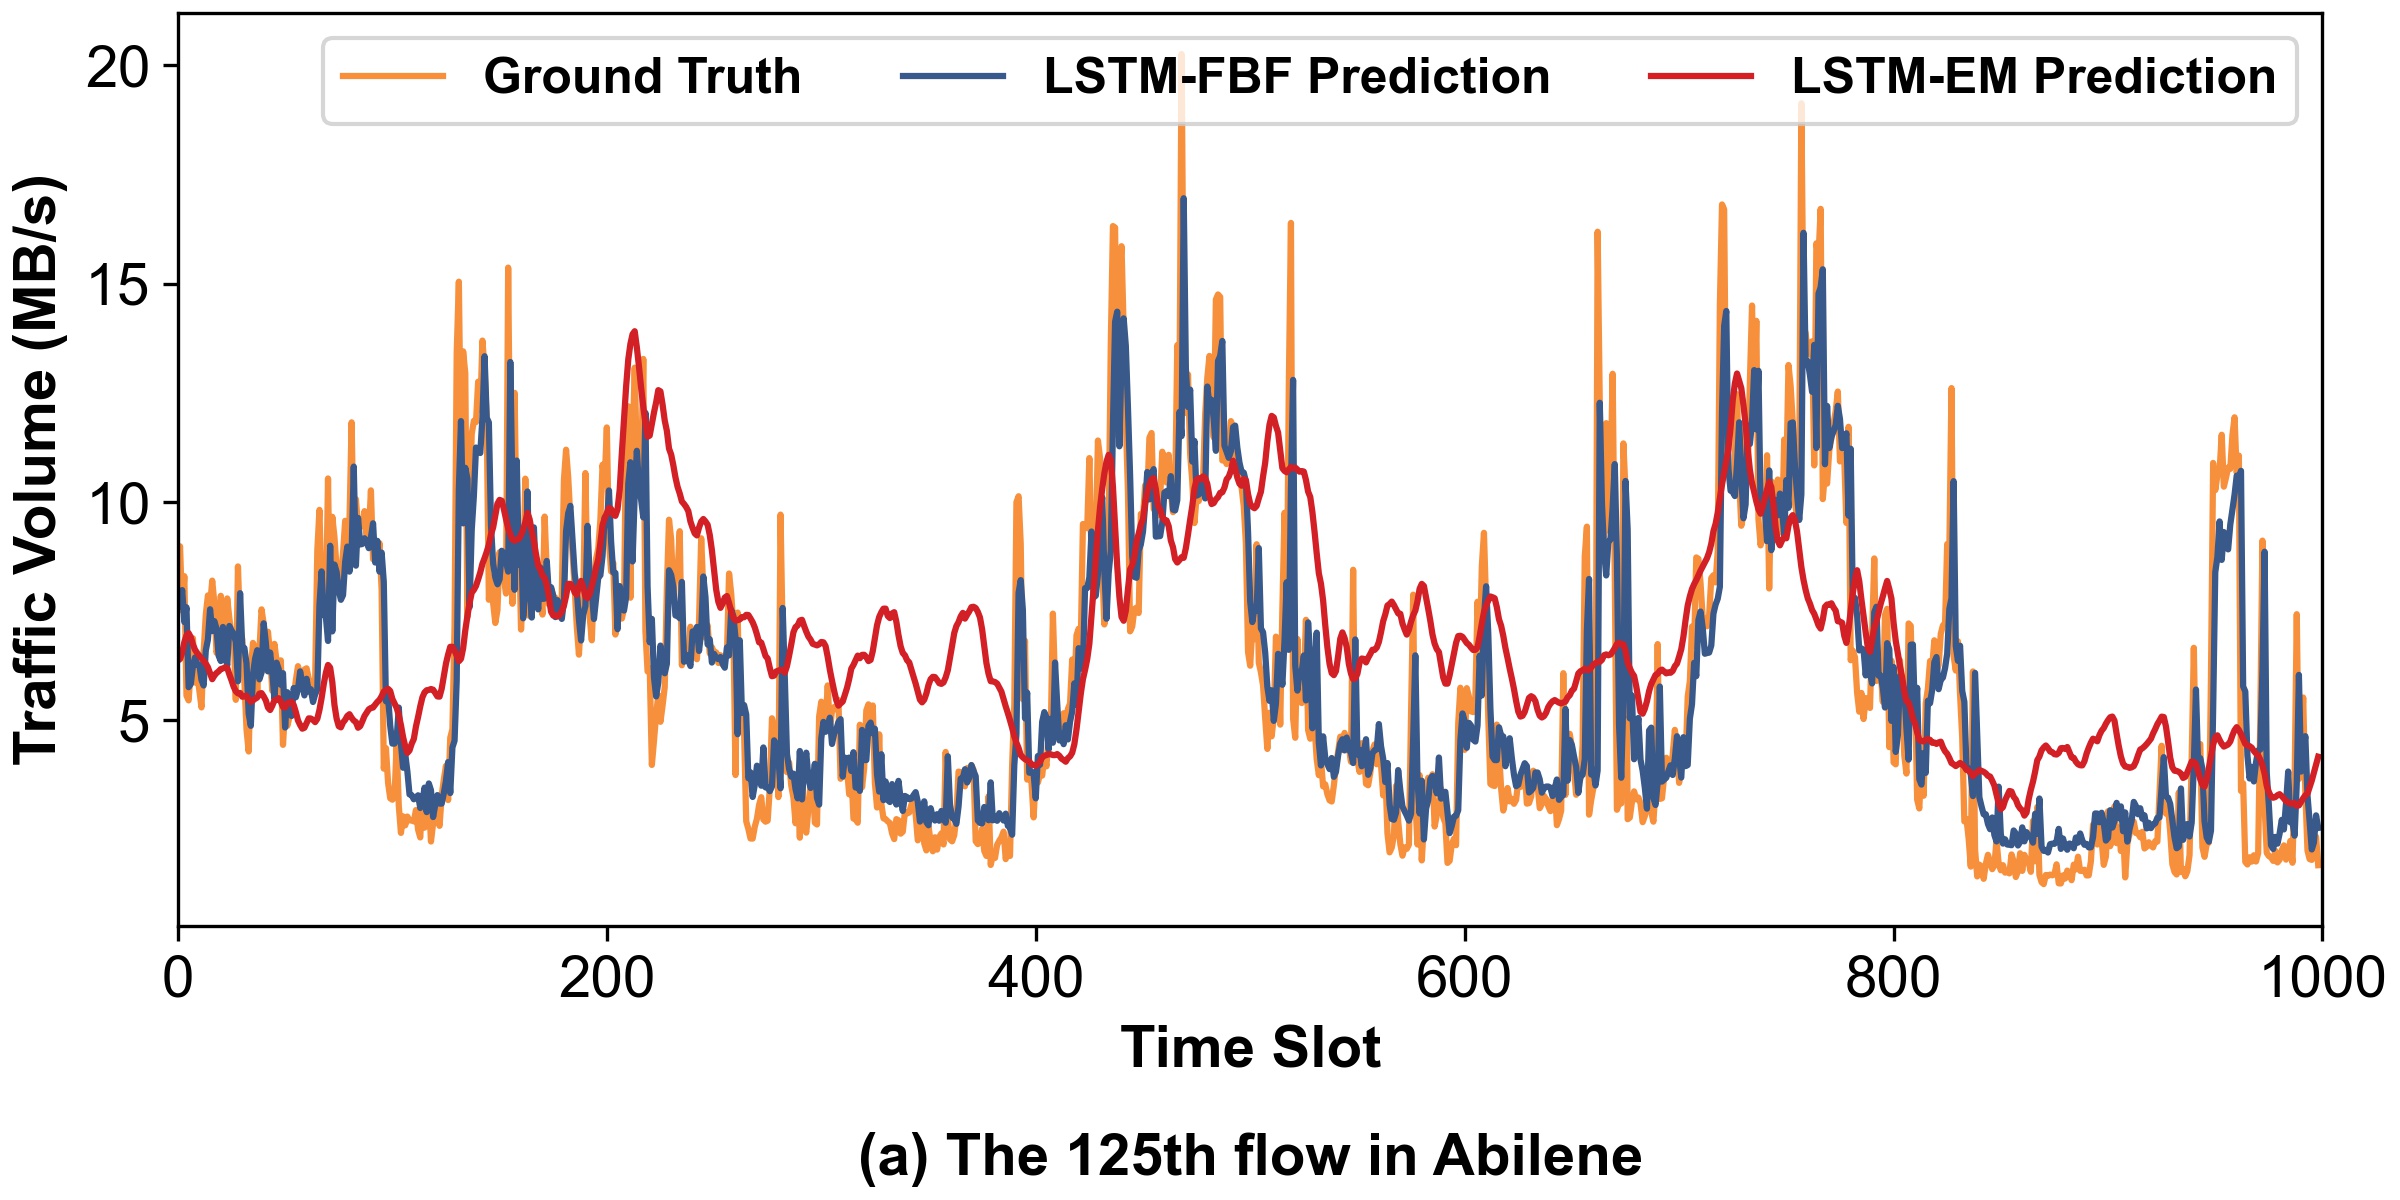 Ground Truth LSTM-FBF Prediction LSTM-EM Prediction
Traffic Volume (MB/s)
20
15
10
5
0 200 400 600 800 1000
Time Slot
(a) The 125th flow in Abilene